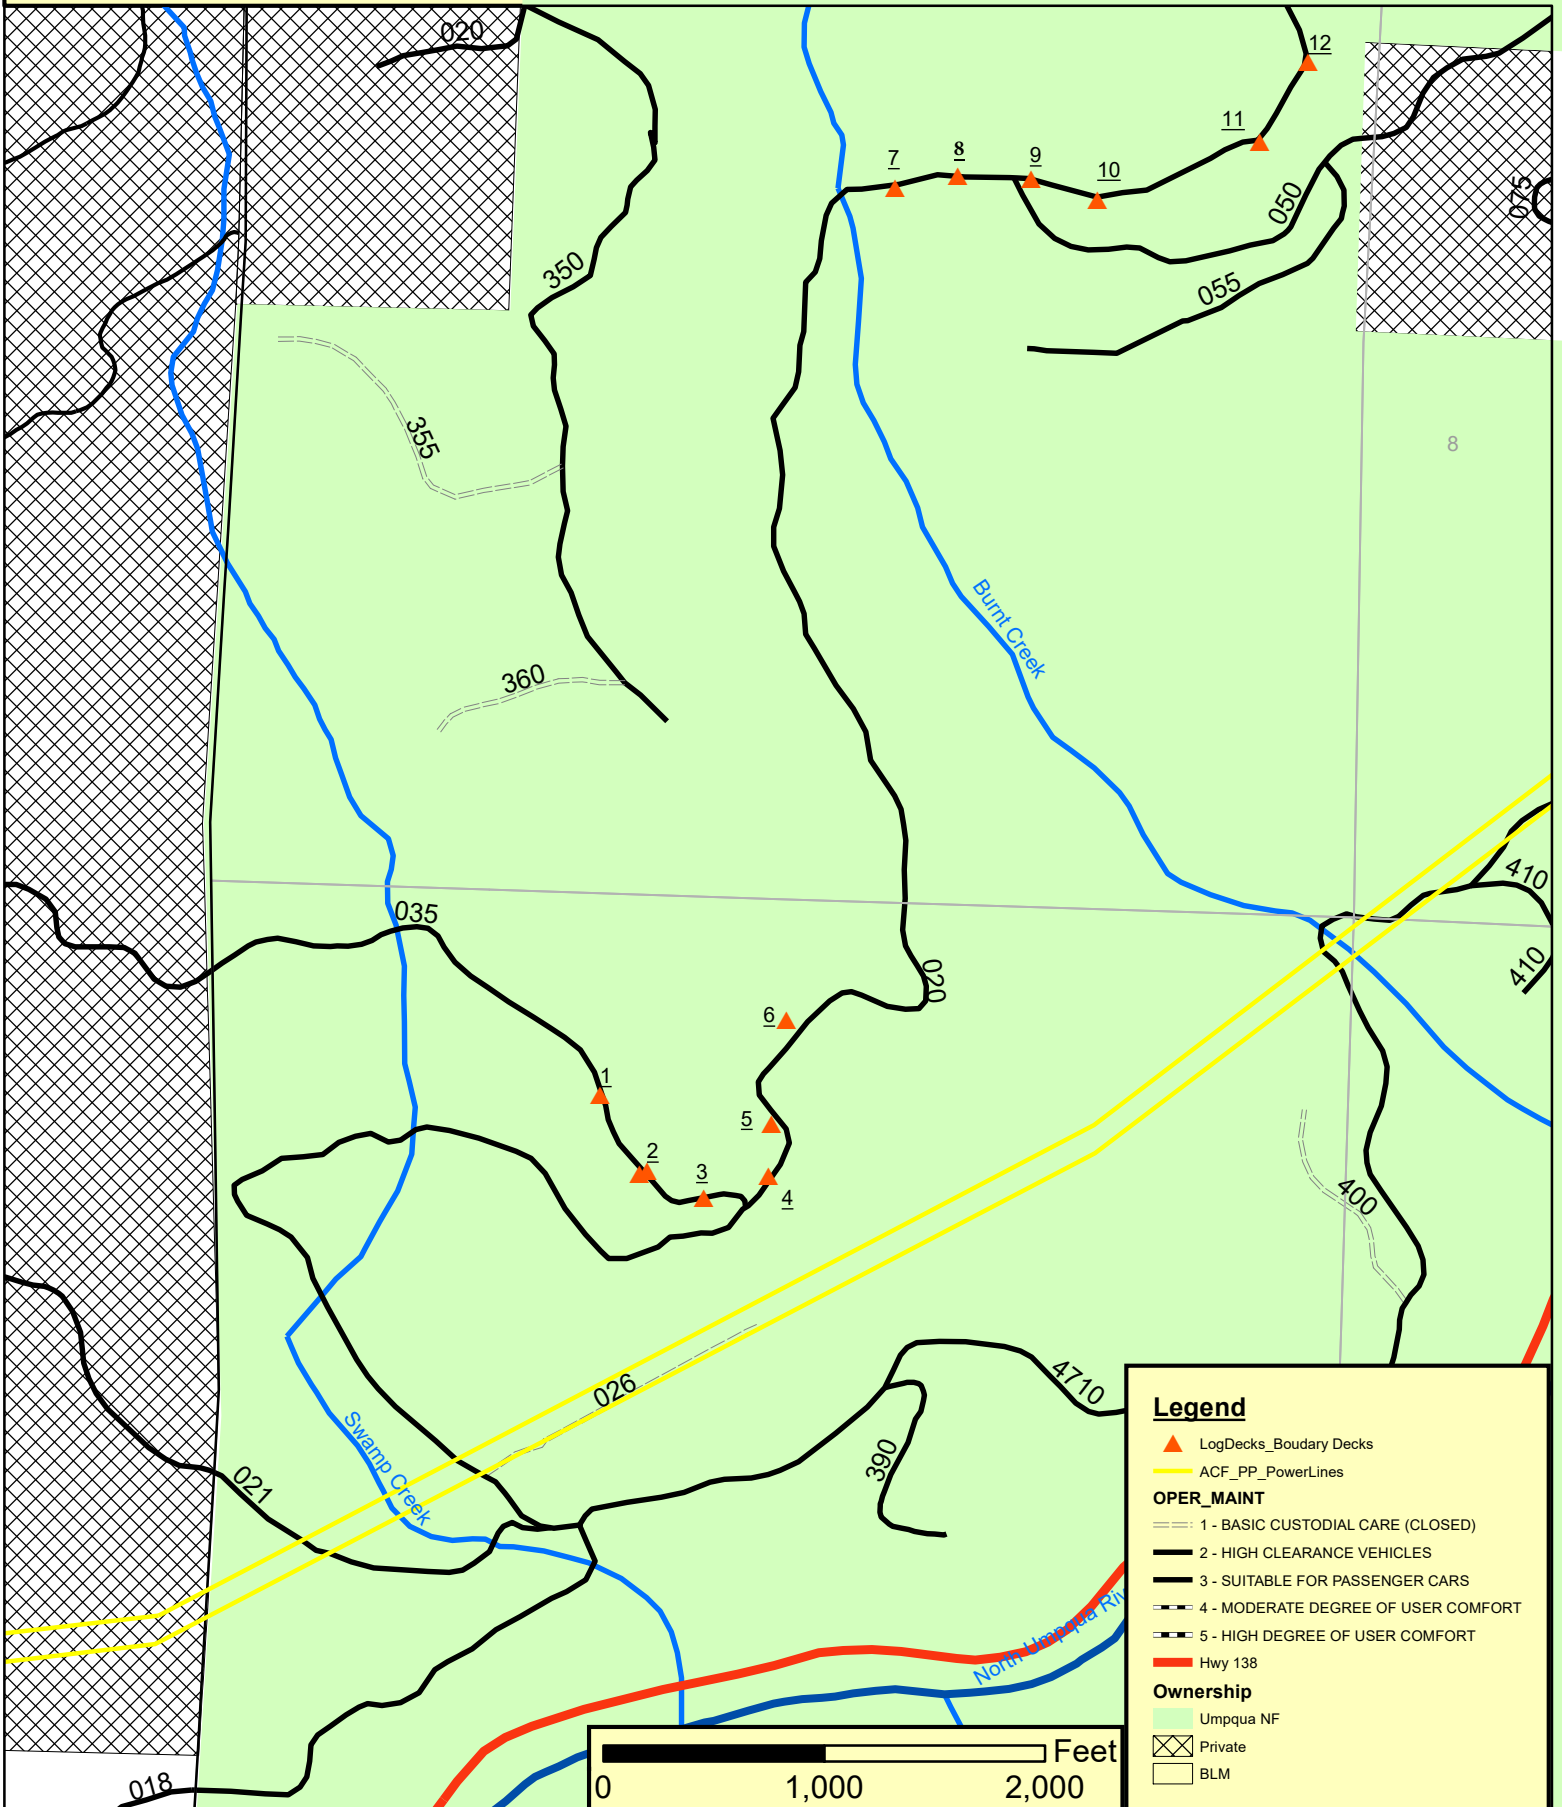 020
12
11
7
8
9
10
050
075
350
055
355
8
Burnt Creek
360
410
035
410
020
6
1
5
2
3
4
400
4710
026
390
Swamp Creek
021
North Umpqua Riv
018
Feet
0 1,000 2,000
Legend
LogDecks_Boudary Decks
ACF_PP_PowerLines
OPER_MAINT
1 - BASIC CUSTODIAL CARE (CLOSED)
2 - HIGH CLEARANCE VEHICLES
3 - SUITABLE FOR PASSENGER CARS
4 - MODERATE DEGREE OF USER COMFORT
5 - HIGH DEGREE OF USER COMFORT
Hwy 138
Ownership
Umpqua NF
Private
BLM